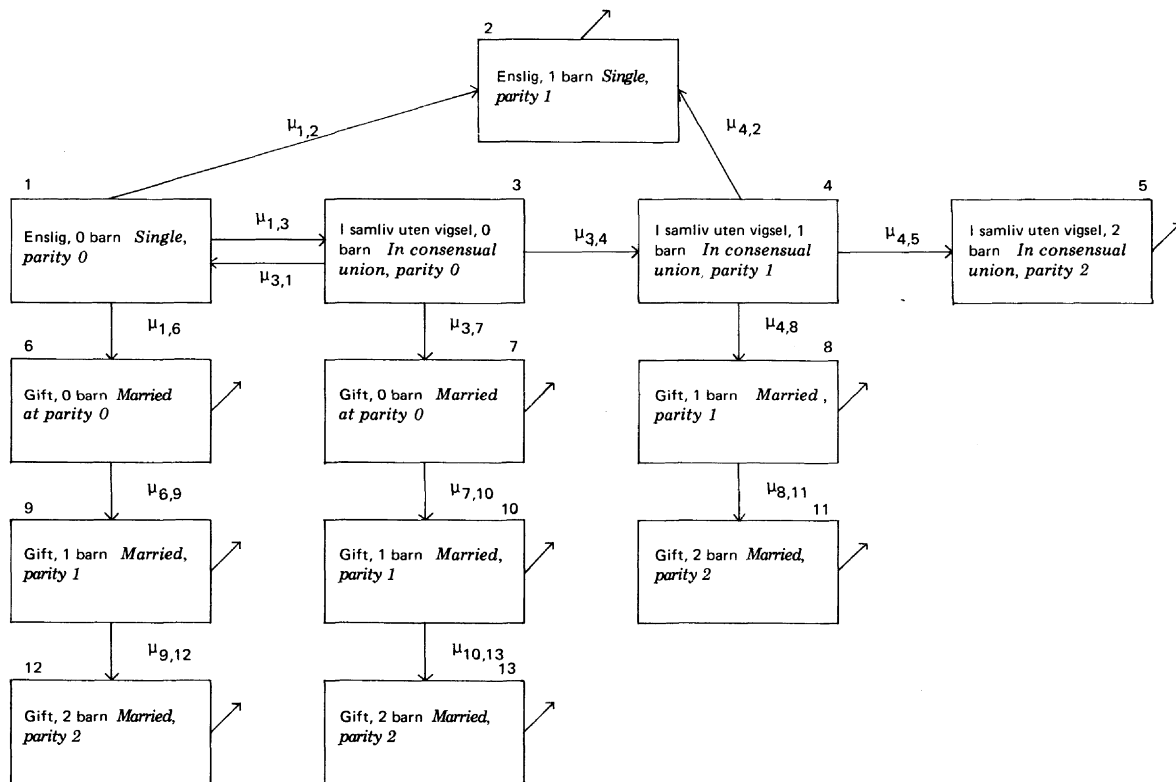 2
Enslig, 1 barn Single,
parity 1
μ1,2
μ4,2
1
Enslig, 0 barn Single,
parity 0
μ1,3
μ3,1
3
I samliv uten vigsel, 0
barn In consensual
union, parity 0
μ3,4
4
I samliv uten vigsel, 1
barn In consensual
union, parity 1
μ4,5
5
I samliv uten vigsel, 2
barn In consensual
union, parity 2
μ1,6
μ3,7
μ4,8
6
Gift, 0 barn Married
at parity 0
7
Gift, 0 barn Married
at parity 0
8
Gift, 1 barn Married ,
parity 1
μ6,9
μ7,10
μ8,11
9
Gift, 1 barn Married,
parity 1
10
Gift, 1 barn Married,
parity 1
11
Gift, 2 barn Married,
parity 2
μ9,12
μ10,13
12
Gift, 2 barn Married,
parity 2
13
Gift, 2 barn Married,
parity 2